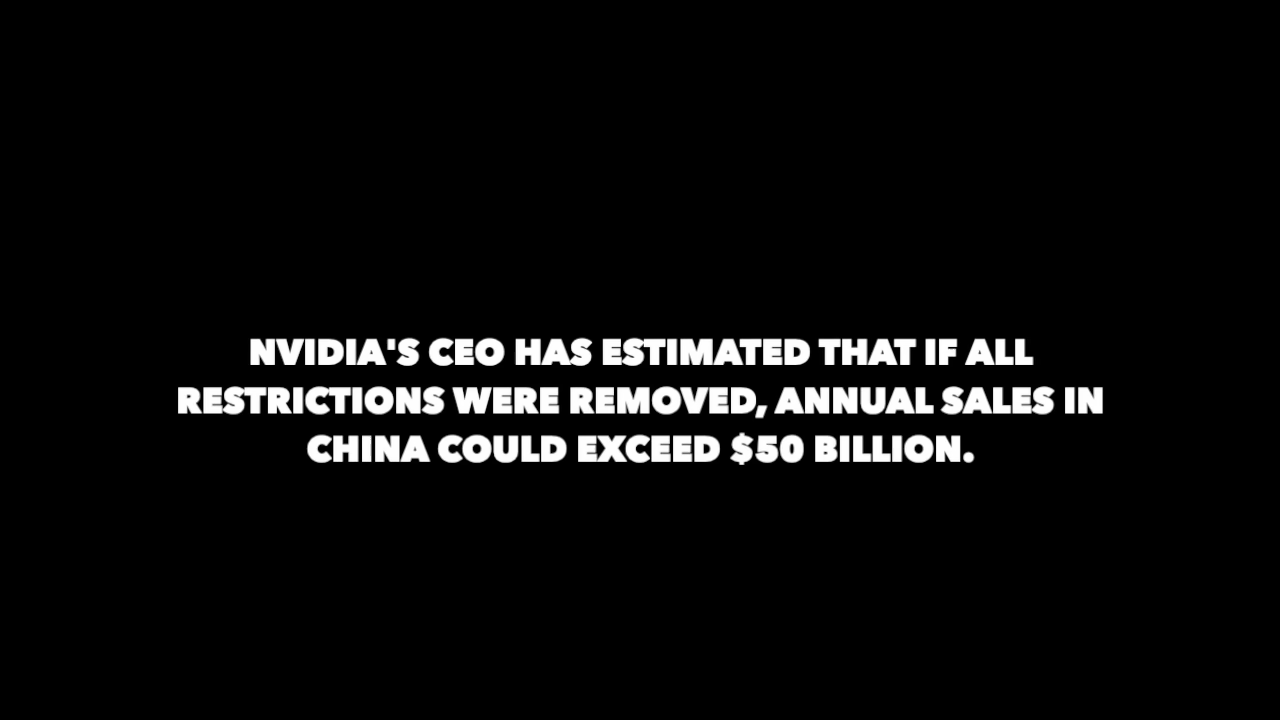 NVIDIA'S CEO HAS ESTIMATED THAT IF ALL
RESTRICTIONS WERE REMOVED, ANNUAL SALES IN
CHINA COULD EXCEED $50 BILLION.